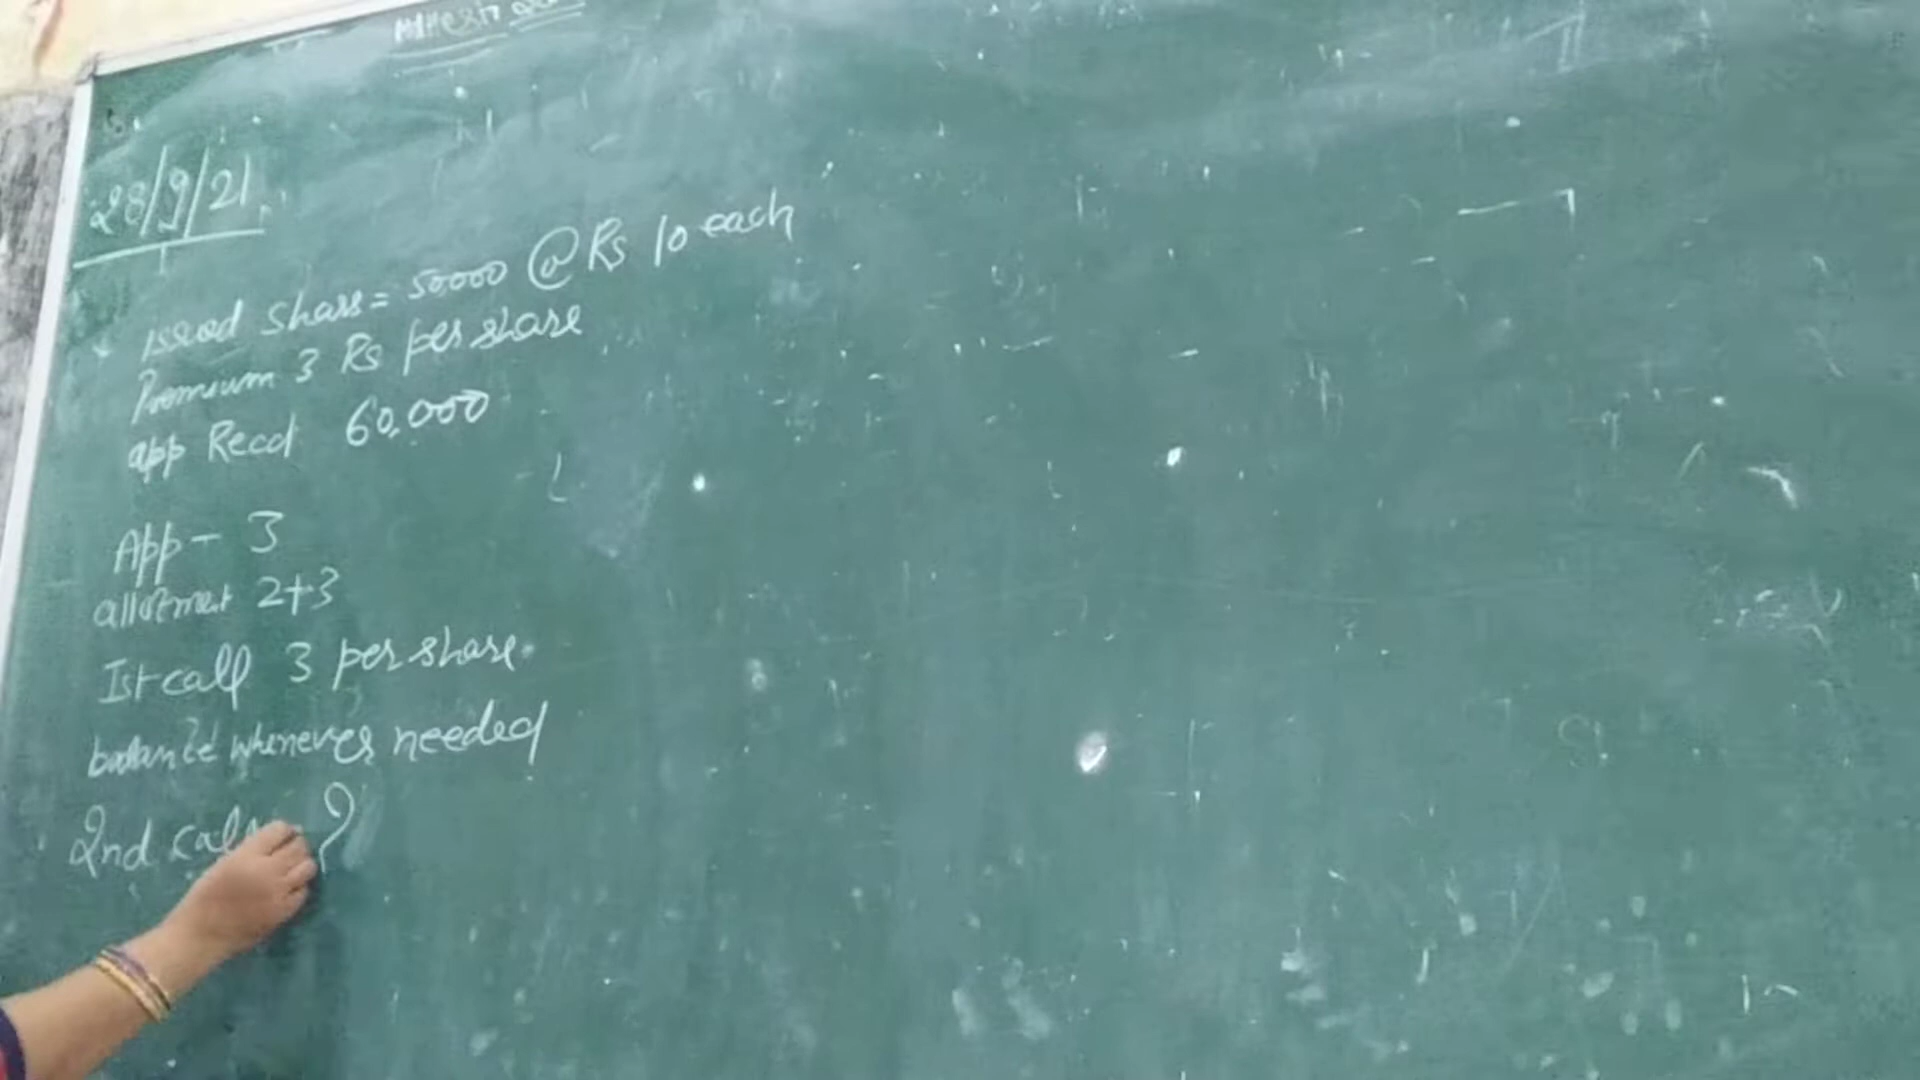 28/9/21
Issued Shars = 50000 @ Rs 10 each
Premium 3 Rs per share
app Recd 60,000
App - 3
allotment 2+3
Ist call 3 per share.
balance whenever needed
2nd call ?